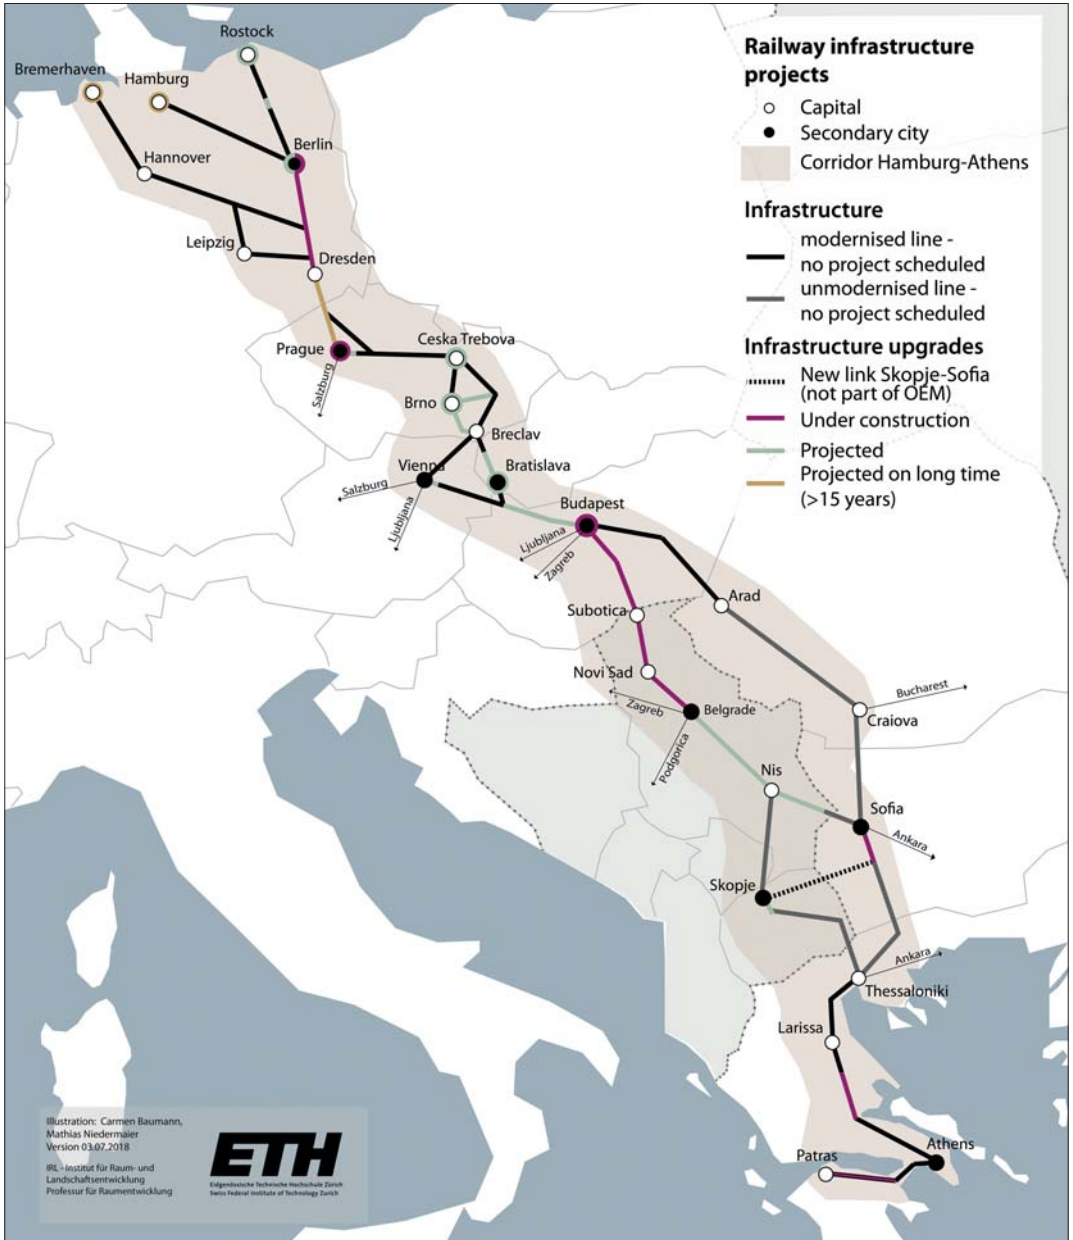 Rostock
Bremerhaven
Hamburg
Berlin
Hannover
Leipzig
Dresden
Prague
Ceska Trebova
Salzburg
Brno
Breclav
Vienna
Bratislava
Salzburg
Ljubljana
Budapest
Ljubljana
Zagreb
Arad
Subotica
Novi Sad
Bucharest
Zagreb
Belgrade
Craiova
Podgorica
Nis
Sofia
Ankara
Skopje
Ankara
Thessaloniki
Larissa
Athens
Patras
Railway infrastructure
projects
Capital
Secondary city
Corridor Hamburg-Athens
Infrastructure
modernised line -
no project scheduled
unmodernised line -
no project scheduled
Infrastructure upgrades
New link Skopje-Sofia
(not part of OEM)
Under construction
Projected
Projected on long time
(>15 years)
Illustration: Carmen Baumann,
Mathias Niedermaier
Version 03.07.2018
IRL - Institut für Raum- und
Landschaftsentwicklung
Professur für Raumentwicklung
ETH
Eidgenössische Technische Hochschule Zürich
Swiss Federal Institute of Technology Zurich